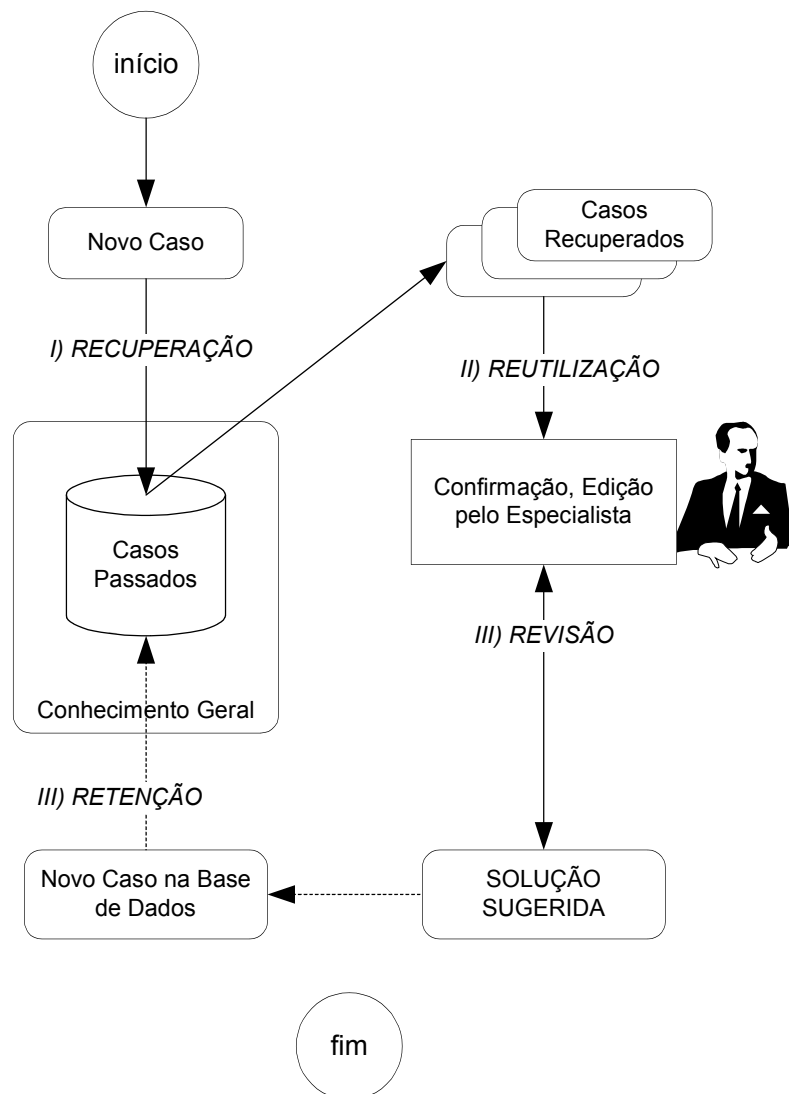 início
Novo Caso
Casos
Recuperados
I) RECUPERAÇÃO
II) REUTILIZAÇÃO
Confirmação, Edição
pelo Especialista
Casos
Passados
III) REVISÃO
Conhecimento Geral
III) RETENÇÃO
Novo Caso na Base
de Dados
SOLUÇÃO
SUGERIDA
fim